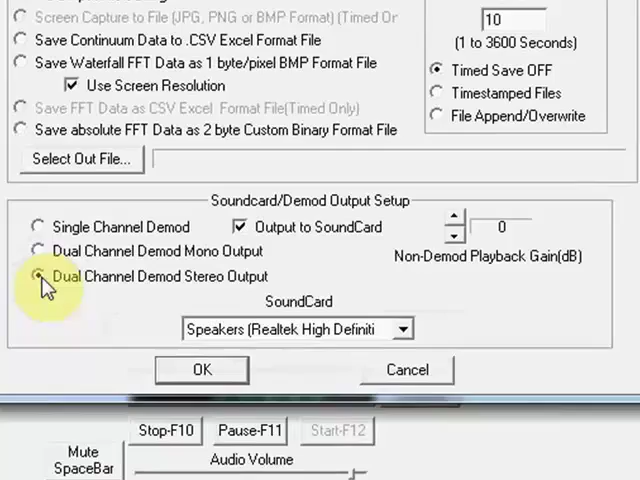 Screen Capture to File (JPG, PNG or BMP Format) (Timed Or
Save Continuum Data to .CSV Excel Format File
Save Waterfall FFT Data as 1 byte/pixel BMP Format File
Use Screen Resolution
Save FFT Data as CSV Excel Format File(Timed Only)
Save absolute FFT Data as 2 byte Custom Binary Format File
Select Out File...
10
(1 to 3600 Seconds)
Timed Save OFF
Timestamped Files
File Append/Overwrite
Soundcard/Demod Output Setup
Single Channel Demod
Output to SoundCard
0
Dual Channel Demod Mono Output
Non-Demod Playback Gain(dB)
Dual Channel Demod Stereo Output
SoundCard
Speakers (Realtek High Definiti
OK
Cancel
Stop-F10
Pause-F11
Start-F12
Mute
SpaceBar
Audio Volume